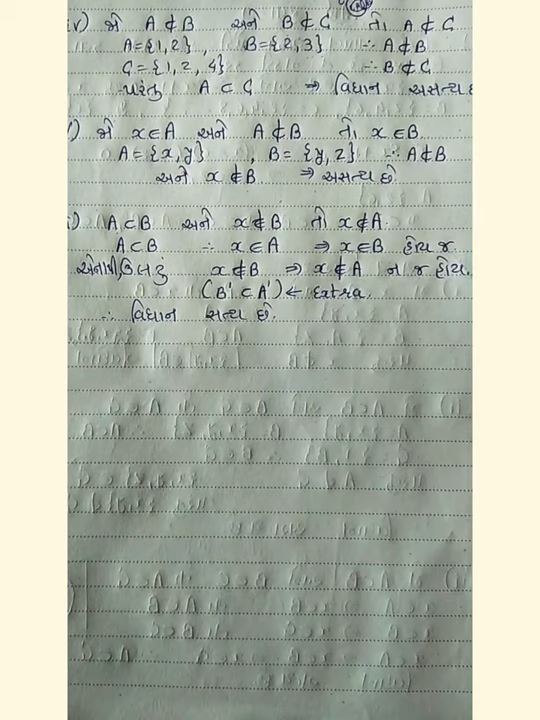 iv) જો A ⊄ B અને B ⊄ C તો A ⊄ C
A={1,2} , B={2,3} ∴ A⊄B
C={1, 2, 4} ∴ B⊄C
પરંતુ A ⊂ C ⇒ વિધાન અસત્ય છે
) જો x∈A અને A⊄B તો x∈B.
A={x,y} , B={y,z} ∴ A⊄B
અને x∉B ⇒ અસત્ય છે
i) A⊂B અને x∉B તો x∉A.
A⊂B ∴ x∈A ⇒ x∈B હોય જ
એનાથી ઉલટું x∉B ⇒ x∉A ન જ હોય.
(B'⊂A') ← Extra.
∴ વિધાન સત્ય છે.